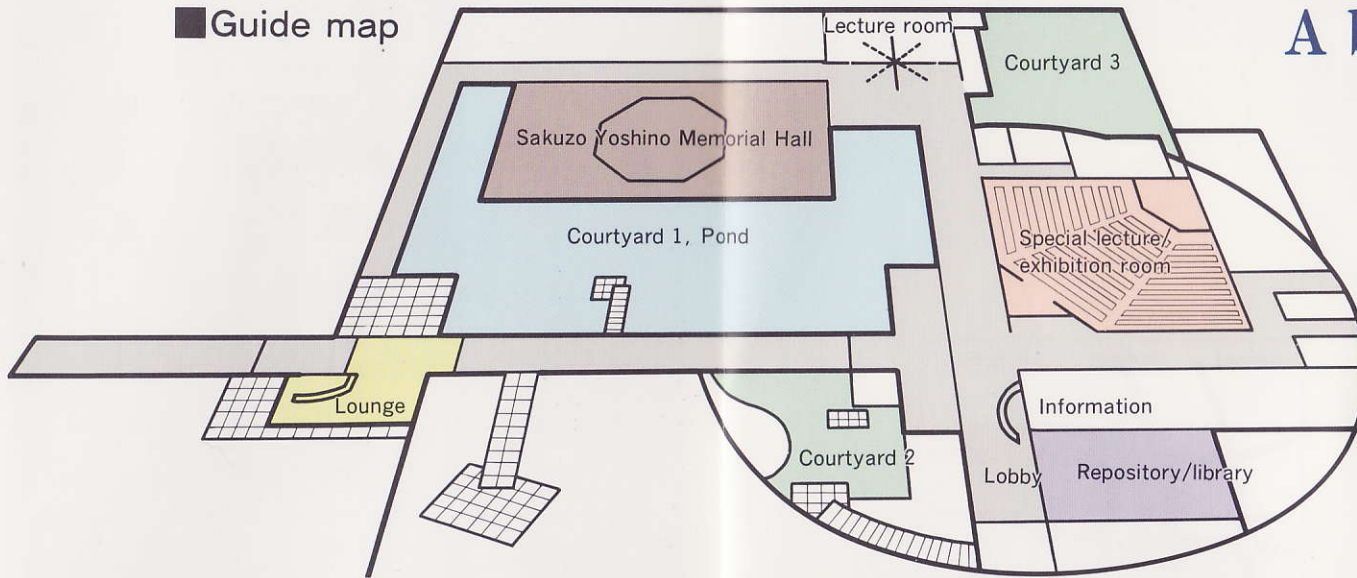 ■Guide map
A
Lecture room
Courtyard 3
Sakuzo Yoshino Memorial Hall
Courtyard 1, Pond
Special lecture/
exhibition room
Lounge
Information
Courtyard 2
Lobby
Repository/library